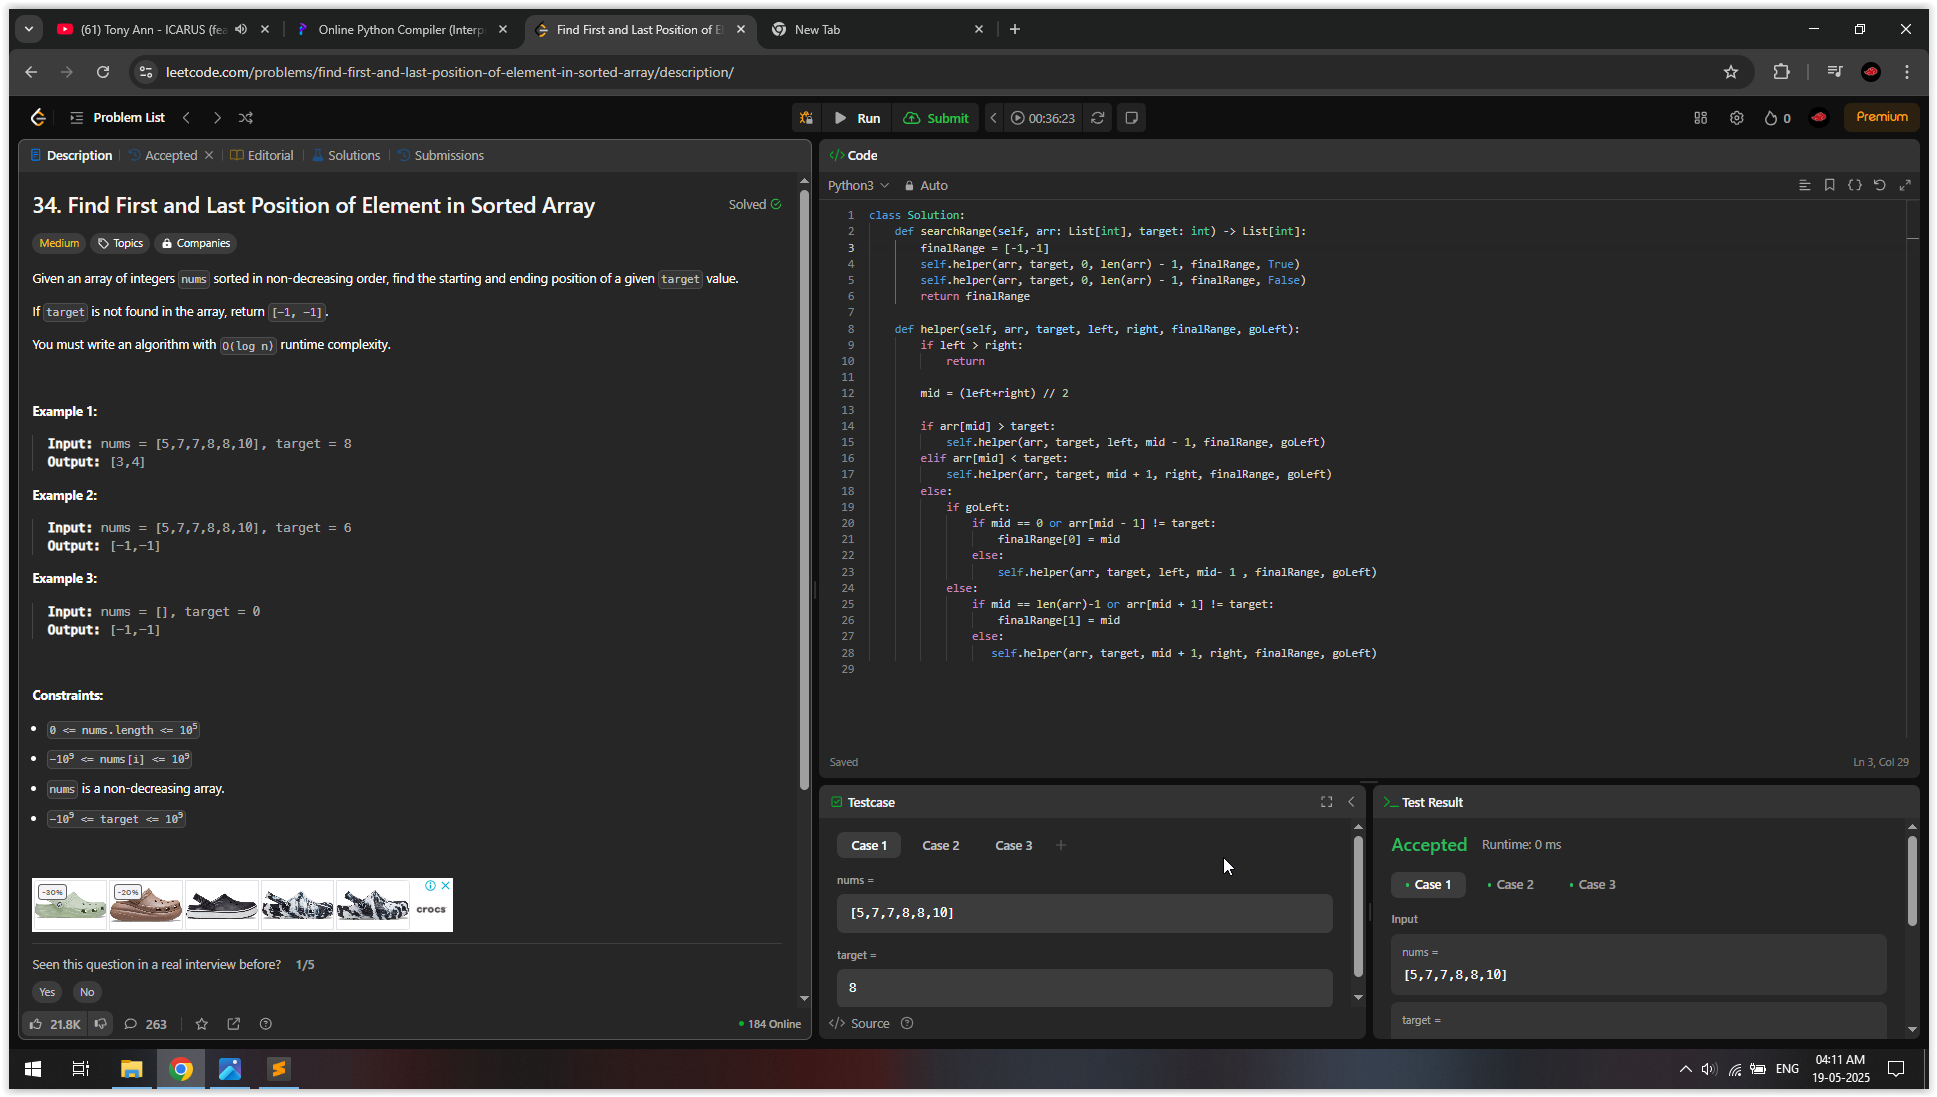 (61) Tony Ann - ICARUS (fea
Online Python Compiler (Interp
Find First and Last Position of El
New Tab
leetcode.com/problems/find-first-and-last-position-of-element-in-sorted-array/description/
Problem List
Run
Submit
00:36:23
0
Premium
Description
Accepted
Editorial
Solutions
Submissions
34. Find First and Last Position of Element in Sorted Array
Solved
Medium
Topics
Companies
Given an array of integers nums sorted in non-decreasing order, find the starting and ending position of a given target value.
If target is not found in the array, return [-1, -1].
You must write an algorithm with O(log n) runtime complexity.
Example 1:
Input: nums = [5,7,7,8,8,10], target = 8
Output: [3,4]
Example 2:
Input: nums = [5,7,7,8,8,10], target = 6
Output: [-1,-1]
Example 3:
Input: nums = [], target = 0
Output: [-1,-1]
Constraints:
0 <= nums.length <= 10⁵
-10⁹ <= nums[i] <= 10⁹
nums is a non-decreasing array.
-10⁹ <= target <= 10⁹
-30%
-20%
crocs
Seen this question in a real interview before? 1/5
Yes
No
21.8K
263
184 Online
Code
Python3
Auto
1 class Solution:
2     def searchRange(self, arr: List[int], target: int) -> List[int]:
3         finalRange = [-1,-1]
4         self.helper(arr, target, 0, len(arr) - 1, finalRange, True)
5         self.helper(arr, target, 0, len(arr) - 1, finalRange, False)
6         return finalRange
7
8     def helper(self, arr, target, left, right, finalRange, goLeft):
9         if left > right:
10             return
11
12         mid = (left+right) // 2
13
14         if arr[mid] > target:
15             self.helper(arr, target, left, mid - 1, finalRange, goLeft)
16         elif arr[mid] < target:
17             self.helper(arr, target, mid + 1, right, finalRange, goLeft)
18         else:
19             if goLeft:
20                 if mid == 0 or arr[mid - 1] != target:
21                     finalRange[0] = mid
22                 else:
23                     self.helper(arr, target, left, mid- 1 , finalRange, goLeft)
24             else:
25                 if mid == len(arr)-1 or arr[mid + 1] != target:
26                     finalRange[1] = mid
27                 else:
28                    self.helper(arr, target, mid + 1, right, finalRange, goLeft)
29
Saved
Ln 3, Col 29
Testcase
Case 1
Case 2
Case 3
nums =
[5,7,7,8,8,10]
target =
8
Source
Test Result
Accepted
Runtime: 0 ms
Case 1
Case 2
Case 3
Input
nums =
[5,7,7,8,8,10]
target =
ENG
04:11 AM
19-05-2025